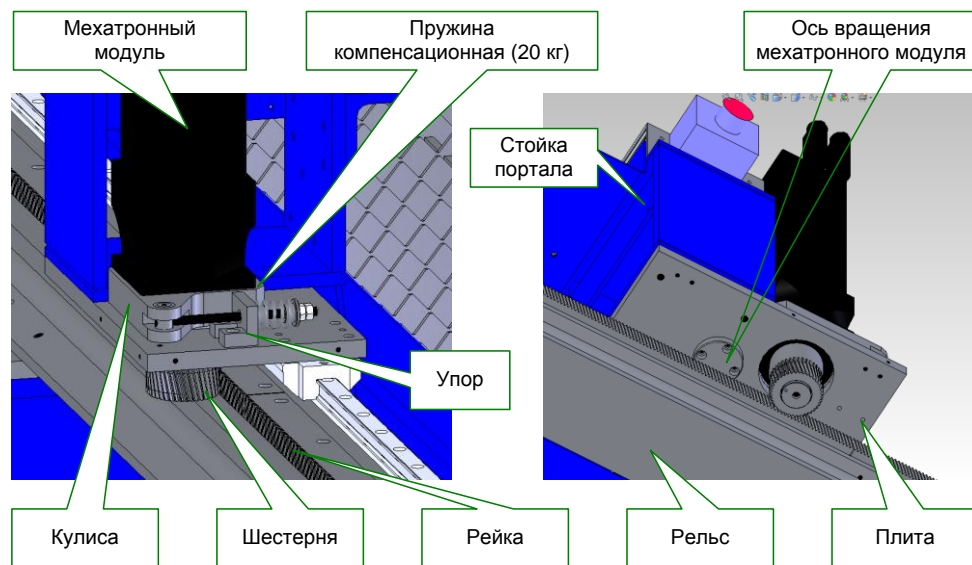 Мехатронный
модуль
Пружина
компенсационная (20 кг)
Ось вращения
мехатронного модуля
Стойка
портала
Упор
Кулиса
Шестерня
Рейка
Рельс
Плита